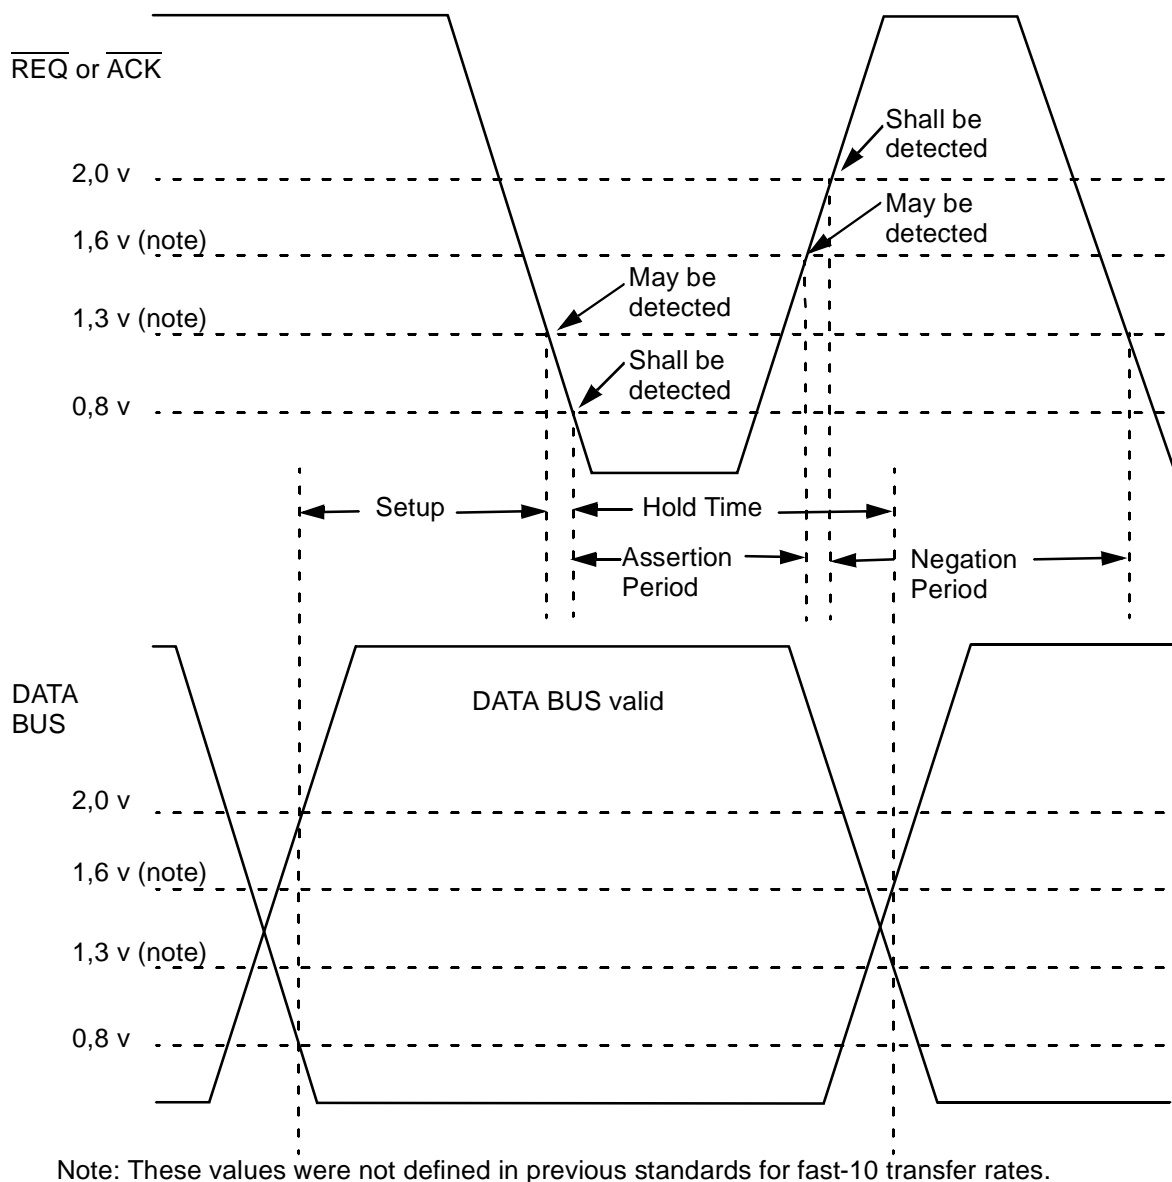 REQ or ACK
Shall be
detected
2,0 v
May be
detected
1,6 v (note)
May be
detected
1,3 v (note)
Shall be
detected
0,8 v
Setup
Hold Time
Assertion
Period
Negation
Period
DATA
BUS
DATA BUS valid
2,0 v
1,6 v (note)
1,3 v (note)
0,8 v
Note: These values were not defined in previous standards for fast-10 transfer rates.